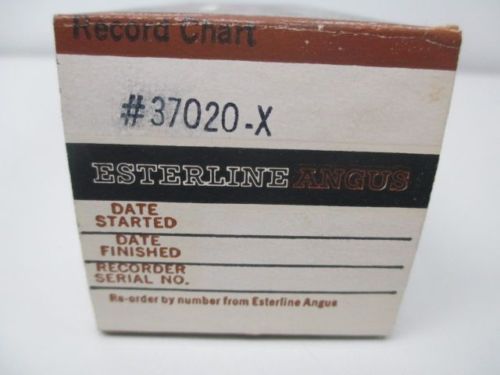 Record Chart
#37020-X
ESTERLINE ANGUS
DATE
STARTED
DATE
FINISHED
RECORDER
SERIAL NO.
Re-order by number from Esterline Angus